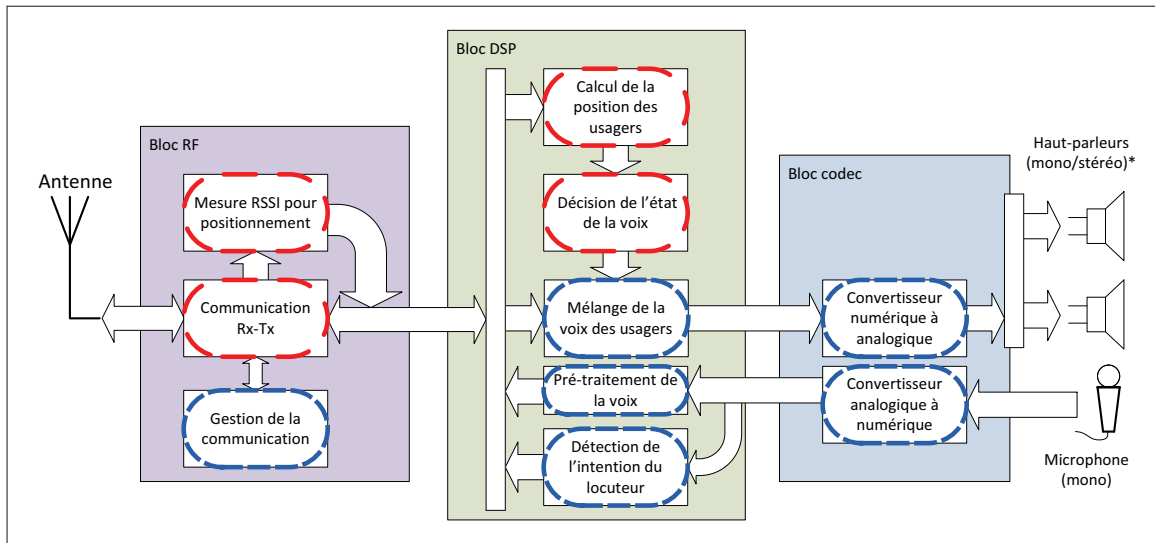 Antenne
Bloc RF
Mesure RSSI pour
positionnement
Communication
Rx-Tx
Gestion de la
communication
Bloc DSP
Calcul de la
position des
usagers
Décision de l'état
de la voix
Mélange de la
voix des usagers
Pré-traitement de
la voix
Détection de
l'intention du
locuteur
Bloc codec
Convertisseur
numérique à
analogique
Convertisseur
analogique à
numérique
Haut-parleurs
(mono/stéréo)*
Microphone
(mono)